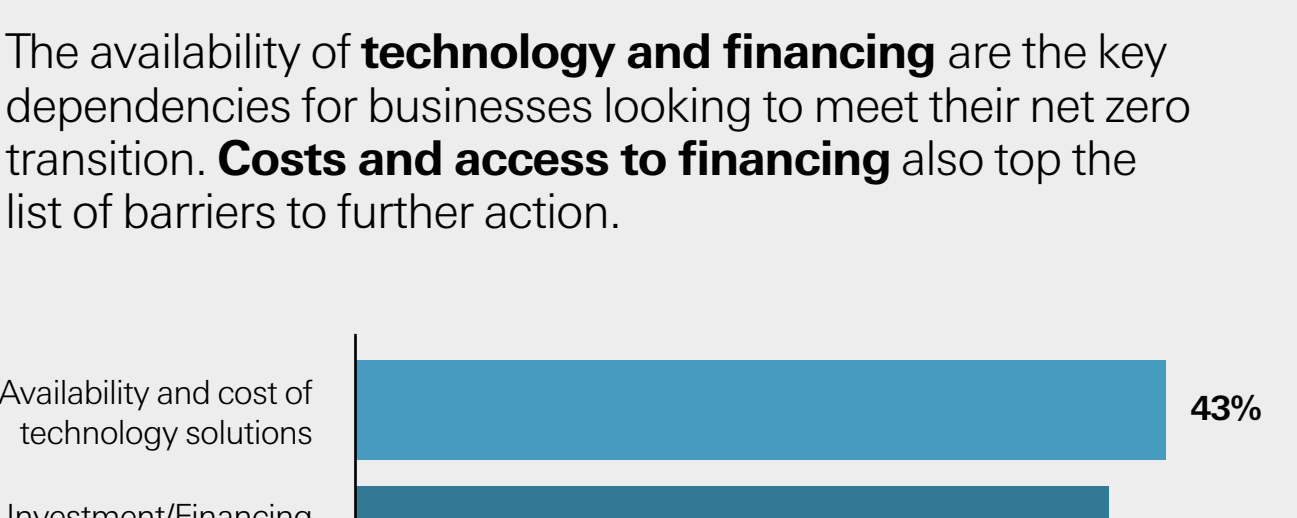 The availability of technology and financing are the key
dependencies for businesses looking to meet their net zero
transition. Costs and access to financing also top the
list of barriers to further action.
Availability and cost of
technology solutions
43%
Investment/Financing